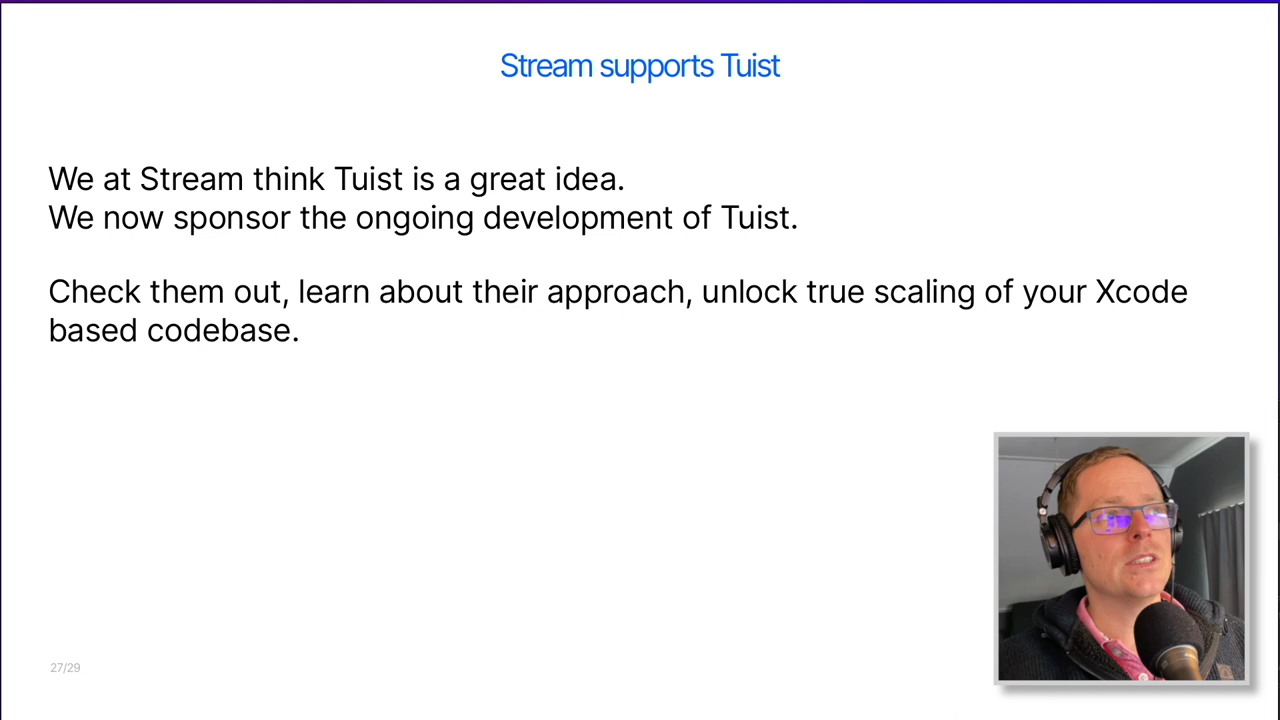 Stream supports Tuist
We at Stream think Tuist is a great idea.
We now sponsor the ongoing development of Tuist.
Check them out, learn about their approach, unlock true scaling of your Xcode
based codebase.
27/29